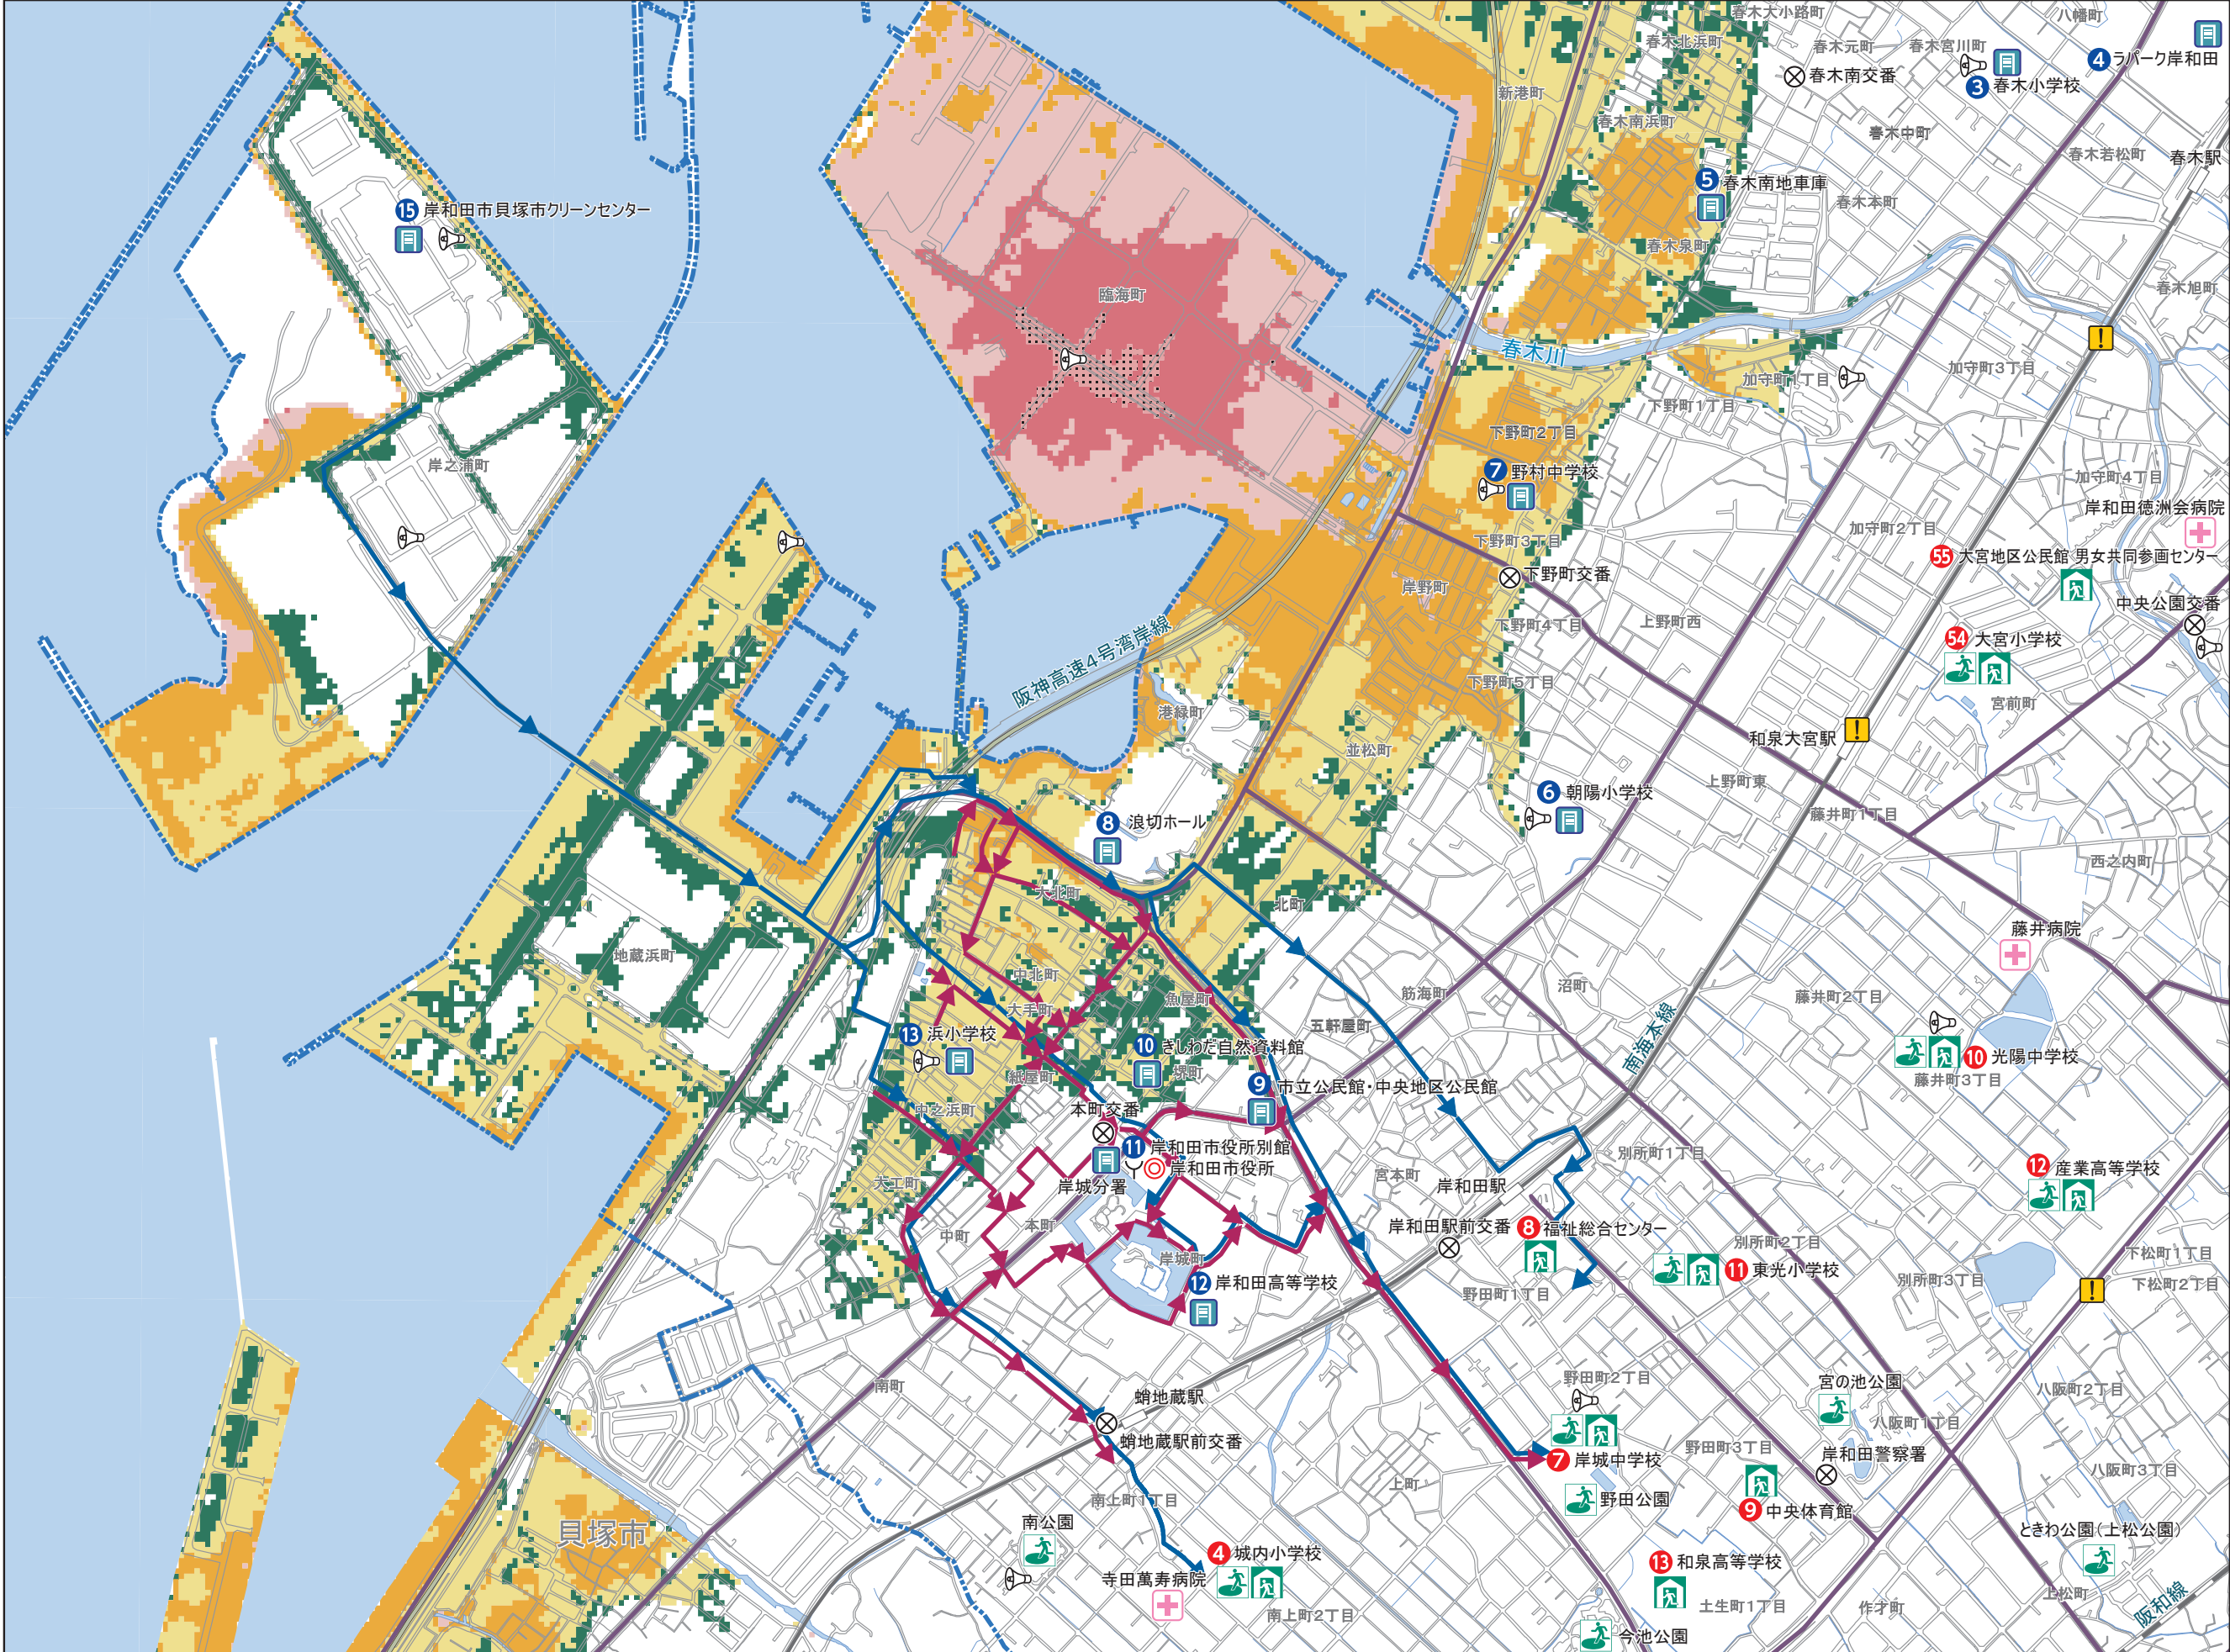 春木大小路町
八幡町
春木北浜町
春木元町
春木宮川町
4 ラパーク岸和田
春木南交番
3 春木小学校
新港町
春木南浜町
春木中町
春木若松町
春木駅
5 春木南地車庫
春木本町
15 岸和田市貝塚市クリーンセンター
春木泉町
臨海町
春木旭町
春木川
加守町1丁目
加守町3丁目
下野町1丁目
下野町2丁目
岸之浦町
7 野村中学校
加守町4丁目
岸和田徳洲会病院
加守町2丁目
下野町3丁目
55 大宮地区公民館 男女共同参画センター
下野町交番
岸野町
中央公園交番
下野町4丁目
上野町西
54 大宮小学校
阪神高速4号湾岸線
下野町5丁目
宮前町
港緑町
和泉大宮駅
並松町
上野町東
6 朝陽小学校
藤井町1丁目
8 浪切ホール
西之内町
大北町
北町
藤井病院
地蔵浜町
中北町
筋海町
沼町
藤井町2丁目
魚屋町
大手町
五軒屋町
南海本線
13 浜小学校
10 きしわだ自然資料館
10 光陽中学校
紙屋町
堺町
藤井町3丁目
9 市立公民館・中央地区公民館
中之浜町
本町交番
11 岸和田市役所別館
別所町1丁目
岸和田市役所
12 産業高等学校
宮本町
大工町
岸城分署
岸和田駅
本町
岸和田駅前交番
8 福祉総合センター
中町
別所町2丁目
下松町1丁目
岸城町
11 東光小学校
別所町3丁目
12 岸和田高等学校
下松町2丁目
野田町1丁目
野田町2丁目
宮の池公園
南町
八阪町2丁目
蛸地蔵駅
八阪町1丁目
蛸地蔵駅前交番
野田町3丁目
岸和田警察署
7 岸城中学校
八阪町3丁目
上町
南上町1丁目
野田公園
9 中央体育館
南公園
貝塚市
ときわ公園(上松公園)
4 城内小学校
13 和泉高等学校
寺田萬寿病院
上松町
阪和線
南上町2丁目
土生町1丁目
作才町
今池公園